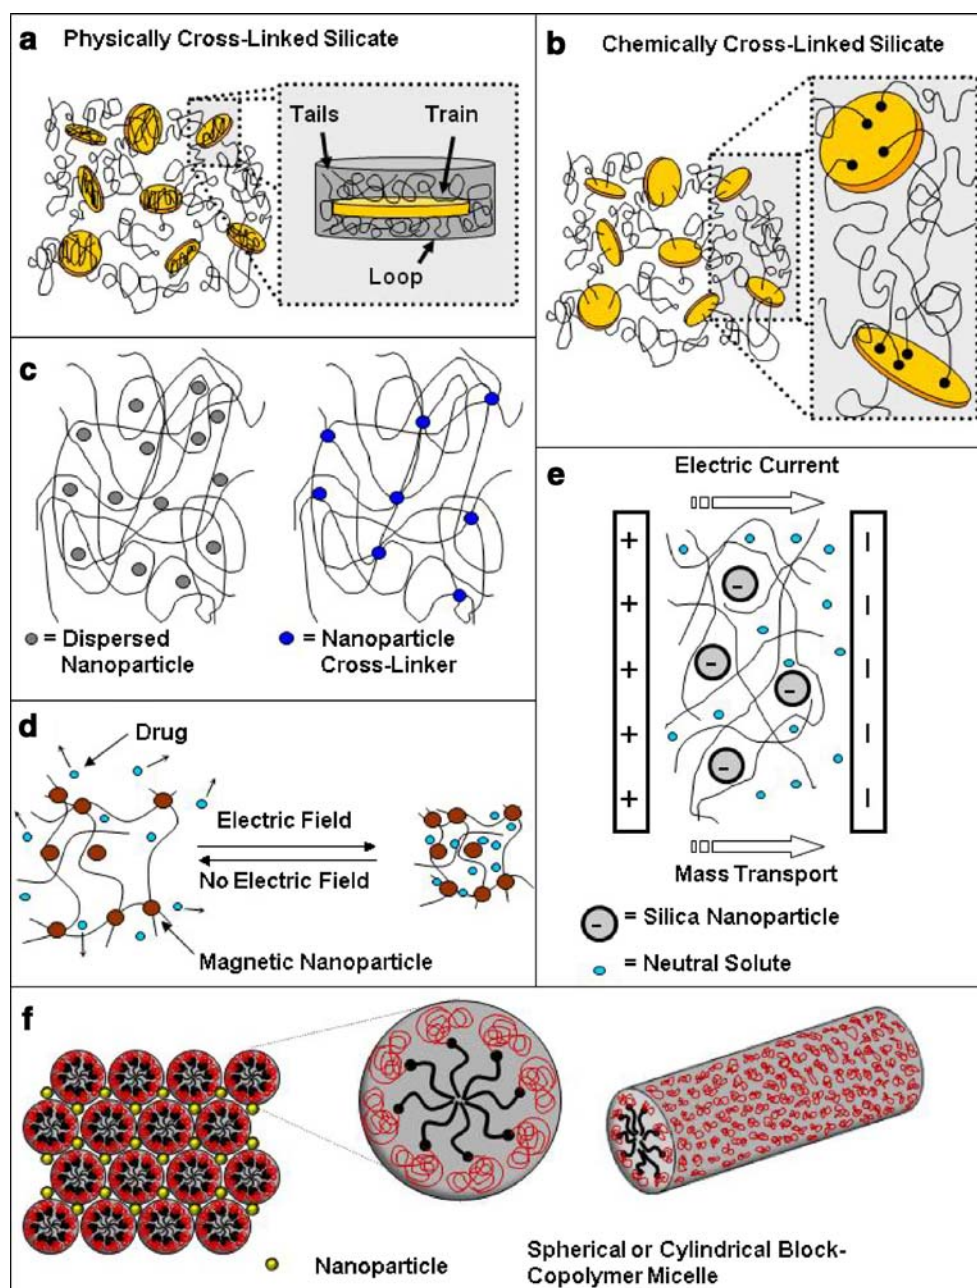 a Physically Cross-Linked Silicate
Tails
Train
Loop
b Chemically Cross-Linked Silicate
c
= Dispersed
Nanoparticle
= Nanoparticle
Cross-Linker
d
Drug
Electric Field
No Electric Field
Magnetic Nanoparticle
e
Electric Current
+ –
+ –
- - - -
+ –
+ –
+ –
Mass Transport
- = Silica Nanoparticle
= Neutral Solute
f
Nanoparticle
Spherical or Cylindrical Block-
Copolymer Micelle